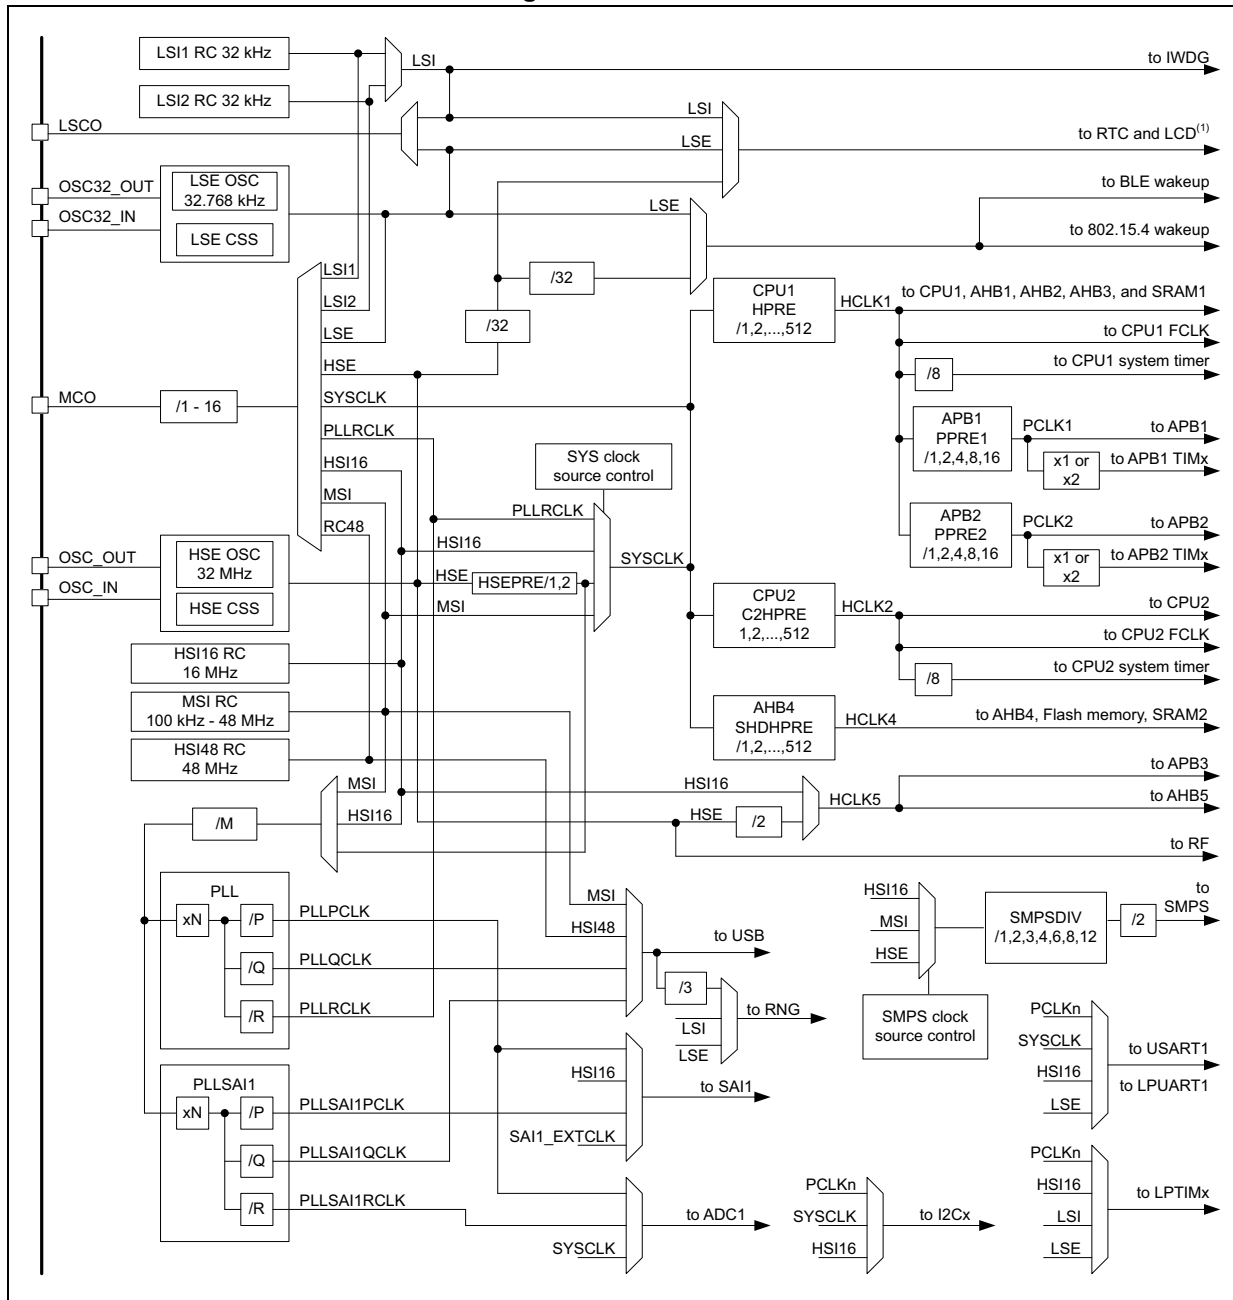 LSI1 RC 32 kHz
LSI
to IWDG
LSI2 RC 32 kHz
LSI
LSCO
to RTC and LCD(1)
LSE
OSC32_OUT
LSE OSC
32.768 kHz
to BLE wakeup
OSC32_IN
LSE
LSE CSS
to 802.15.4 wakeup
LSI1
/32
LSI2
CPU1
HPRE
/1,2,...,512
HCLK1
to CPU1, AHB1, AHB2, AHB3, and SRAM1
/32
LSE
to CPU1 FCLK
HSE
to CPU1 system timer
/8
MCO
/1 - 16
SYSCLK
APB1
PPRE1
/1,2,4,8,16
PCLK1
to APB1
PLLRCLK
x1 or
x2
to APB1 TIMx
HSI16
SYS clock
source control
MSI
PLLRCLK
RC48
APB2
PPRE2
/1,2,4,8,16
PCLK2
to APB2
x1 or
x2
to APB2 TIMx
HSI16
SYSCLK
OSC_OUT
HSE OSC
32 MHz
HSE
HSEPRE/1,2
OSC_IN
HSE CSS
MSI
CPU2
C2HPRE
1,2,...,512
HCLK2
to CPU2
to CPU2 FCLK
HSI16 RC
16 MHz
to CPU2 system timer
/8
MSI RC
100 kHz - 48 MHz
AHB4
SHDHPRE
/1,2,...,512
HCLK4
to AHB4, Flash memory, SRAM2
HSI48 RC
48 MHz
to APB3
MSI
HSI16
HCLK5
to AHB5
/M
HSI16
HSE
/2
to RF
PLL
xN
/P
PLLPCLK
MSI
HSI16
MSI
HSE
SMPSDIV
/1,2,3,4,6,8,12
/2
to
SMPS
HSI48
to USB
/Q
PLLQCLK
/3
/R
PLLRCLK
LSI
LSE
to RNG
SMPS clock
source control
PCLKn
SYSCLK
HSI16
LSE
to USART1
to LPUART1
PLLSAI1
HSI16
to SAI1
xN
/P
PLLSAI1PCLK
SAI1_EXTCLK
/Q
PLLSAI1QCLK
/R
PLLSAI1RCLK
to ADC1
SYSCLK
PCLKn
SYSCLK
HSI16
to I2Cx
PCLKn
HSI16
LSI
LSE
to LPTIMx